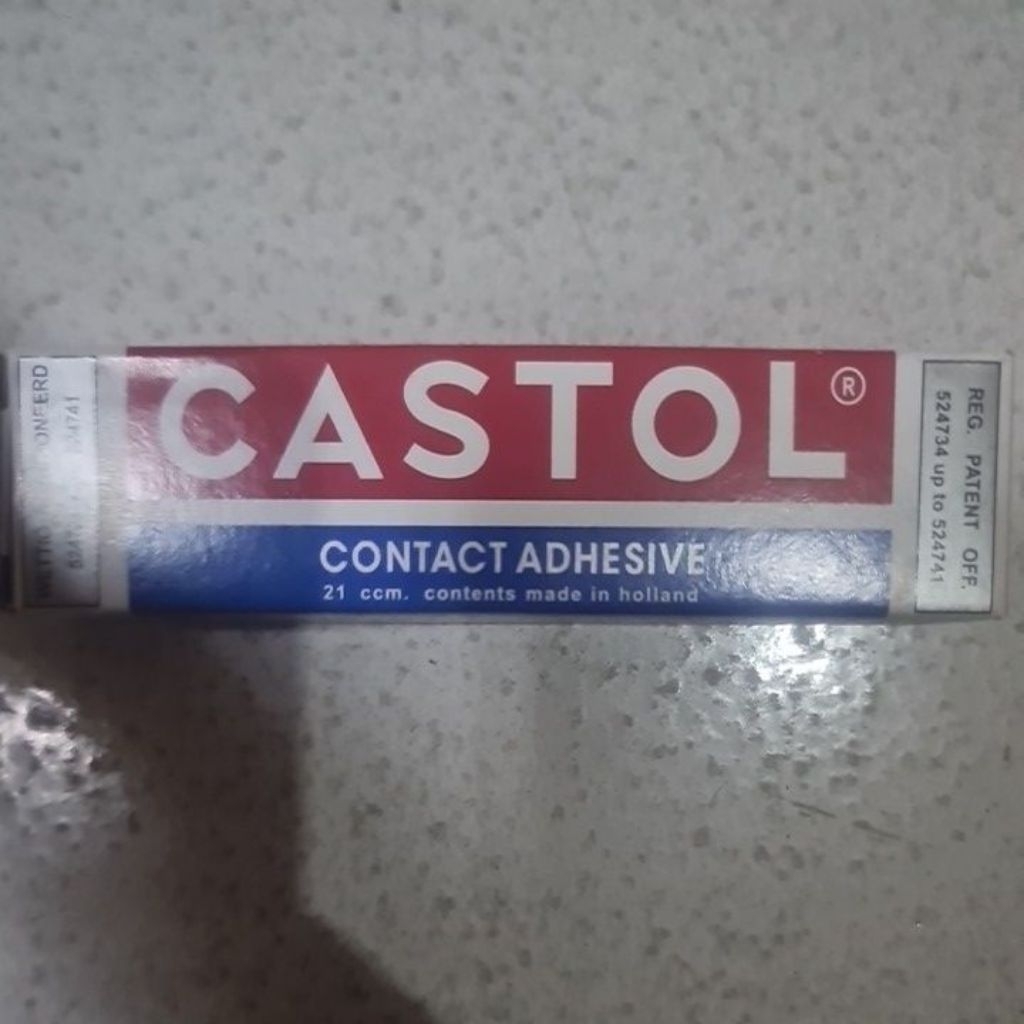 CASTOL®
CONTACT ADHESIVE
21 ccm. contents made in holland
REG. PATENT OFF.
524734 up to 524741